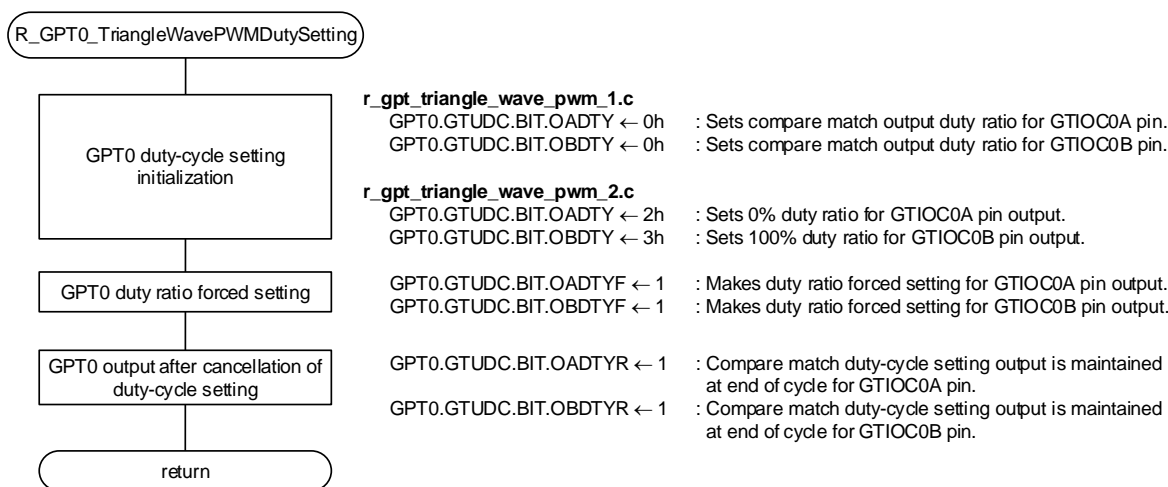 R_GPT0_TriangleWavePWMDutySetting
GPT0 duty-cycle setting
initialization
r_gpt_triangle_wave_pwm_1.c
GPT0.GTUDC.BIT.OADTY ← 0h : Sets compare match output duty ratio for GTIOC0A pin.
GPT0.GTUDC.BIT.OBDTY ← 0h : Sets compare match output duty ratio for GTIOC0B pin.
r_gpt_triangle_wave_pwm_2.c
GPT0.GTUDC.BIT.OADTY ← 2h : Sets 0% duty ratio for GTIOC0A pin output.
GPT0.GTUDC.BIT.OBDTY ← 3h : Sets 100% duty ratio for GTIOC0B pin output.
GPT0 duty ratio forced setting
GPT0.GTUDC.BIT.OADTYF ← 1 : Makes duty ratio forced setting for GTIOC0A pin output.
GPT0.GTUDC.BIT.OBDTYF ← 1 : Makes duty ratio forced setting for GTIOC0B pin output.
GPT0 output after cancellation of
duty-cycle setting
GPT0.GTUDC.BIT.OADTYR ← 1 : Compare match duty-cycle setting output is maintained
at end of cycle for GTIOC0A pin.
GPT0.GTUDC.BIT.OBDTYR ← 1 : Compare match duty-cycle setting output is maintained
at end of cycle for GTIOC0B pin.
return